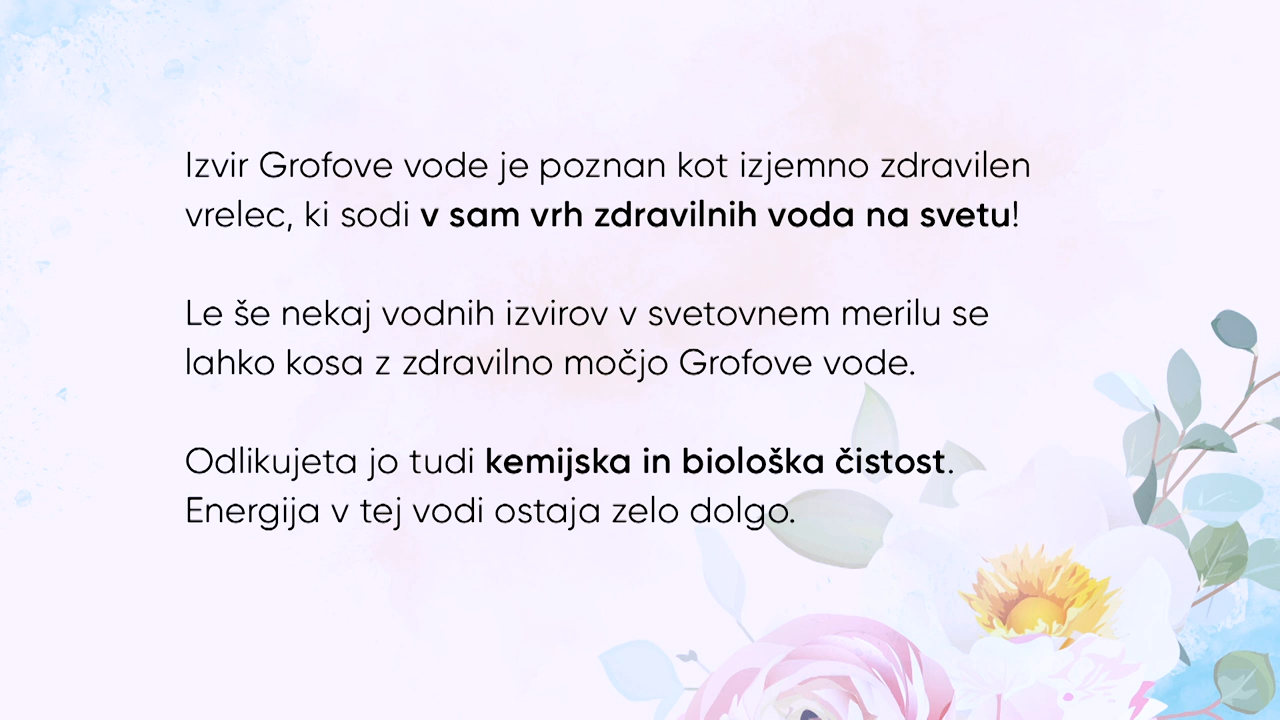 Izvir Grofove vode je poznan kot izjemno zdravilen
vrelec, ki sodi v sam vrh zdravilnih voda na svetu!
Le še nekaj vodnih izvirov v svetovnem merilu se
lahko kosa z zdravilno močjo Grofove vode.
Odlikujeta jo tudi kemijska in biološka čistost.
Energija v tej vodi ostaja zelo dolgo.